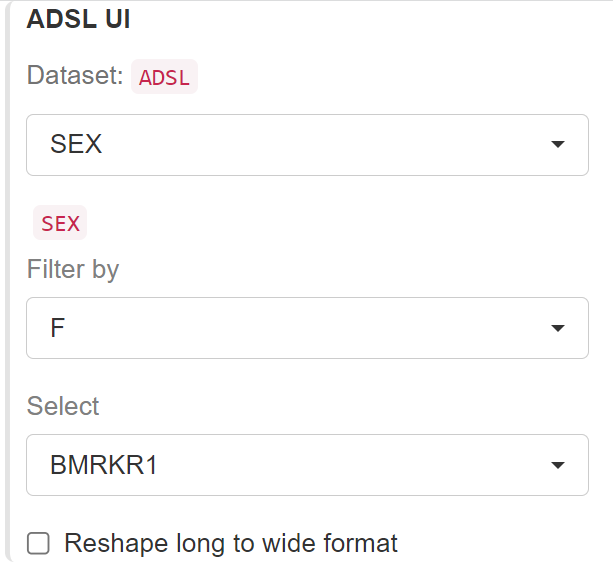 ADSL UI
Dataset: ADSL
SEX
SEX
Filter by
F
Select
BMRKR1
Reshape long to wide format